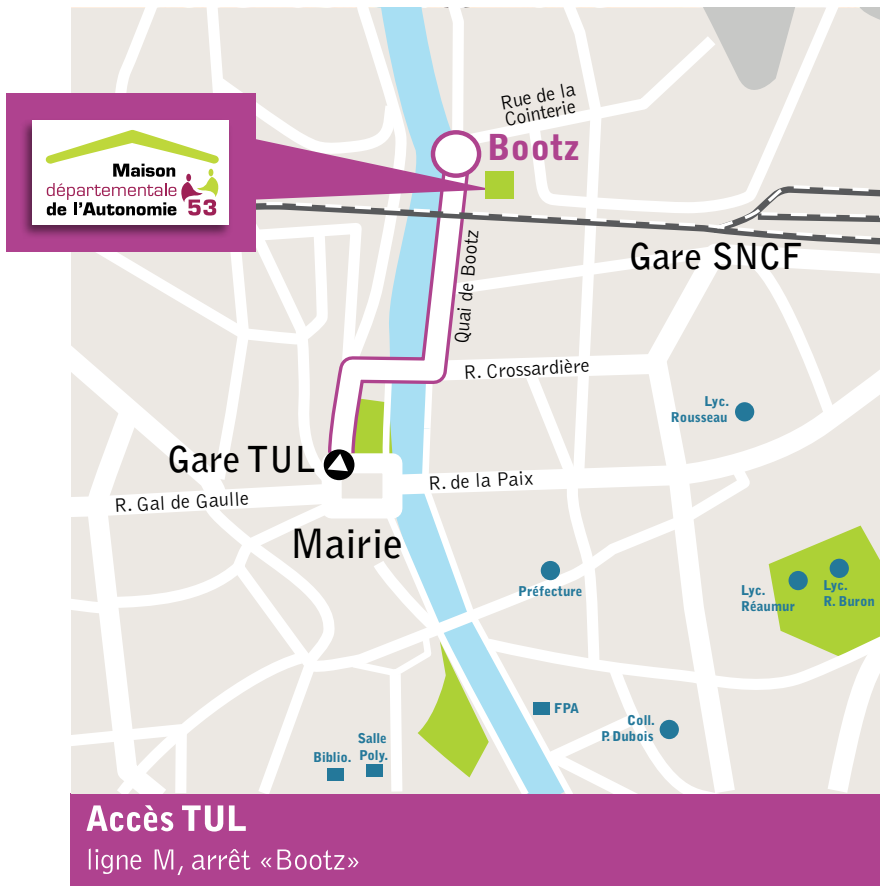 Rue de la
Cointerie
Bootz
Maison
départementale
de l'Autonomie 53
Quai de Bootz
Gare SNCF
R. Crossardière
Lyc.
Rousseau
Gare TUL
R. de la Paix
R. Gal de Gaulle
Mairie
Préfecture
Lyc.
Réaumur
Lyc.
R. Buron
FPA
Coll.
P. Dubois
Salle
Poly.
Biblio.
Accès TUL
ligne M, arrêt «Bootz»